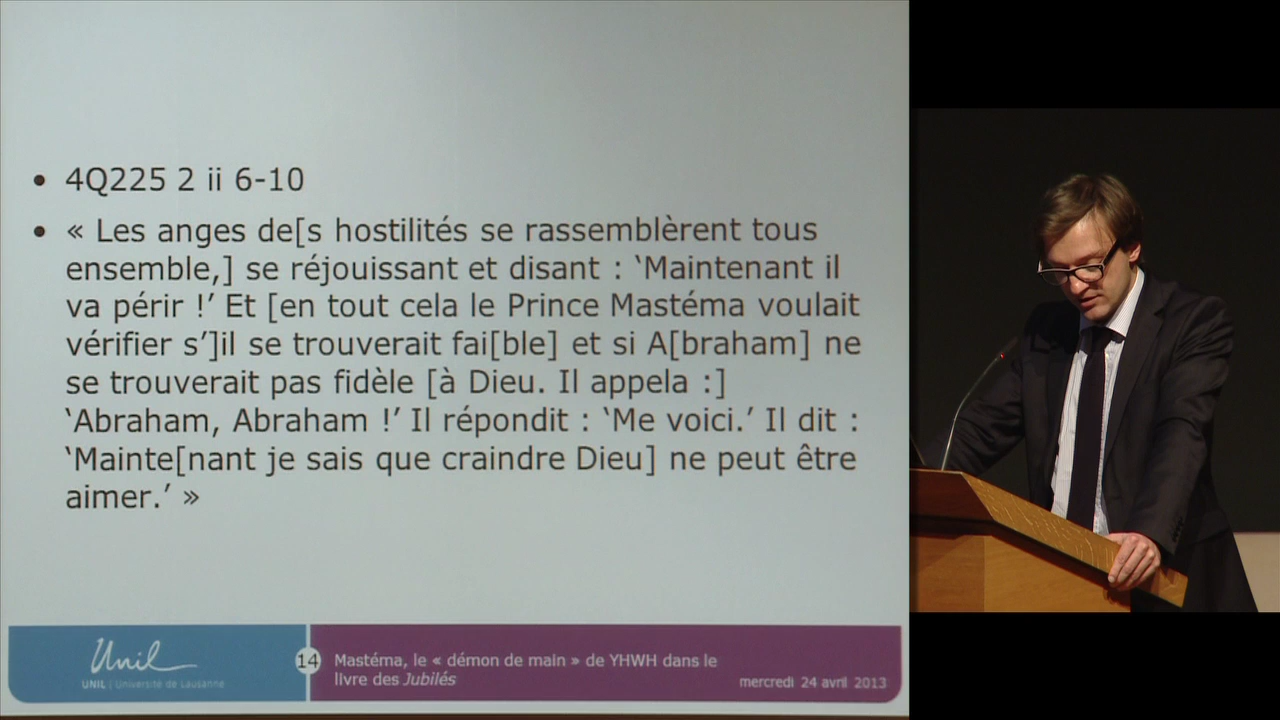 • 4Q225 2 ii 6-10
• « Les anges de[s hostilités se rassemblèrent tous
ensemble,] se réjouissant et disant : ‘Maintenant il
va périr !’ Et [en tout cela le Prince Mastéma voulait
vérifier s’]il se trouverait fai[ble] et si A[braham] ne
se trouverait pas fidèle [à Dieu. Il appela :]
‘Abraham, Abraham !’ Il répondit : ‘Me voici.’ Il dit :
‘Mainte[nant je sais que craindre Dieu] ne peut être
aimer.’ »
Unil
UNIL | Université de Lausanne
14
Mastéma, le « démon de main » de YHWH dans le
livre des Jubilés
mercredi 24 avril 2013